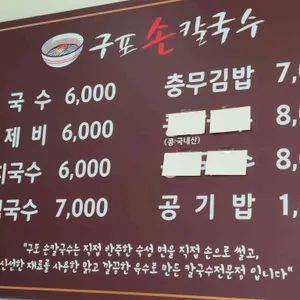 구포 손칼국수
국수 6,000
제비 6,000
국수 6,000
국수 7,000
충무김밥 7,0
(콩:국내산) 8,
8,
공기밥 1,
"구포 손칼국수는 직접 반죽한 숙성 면을 직접 손으로 썰고,
신선한 재료를 사용한 맑고 깔끔한 육수로 만든 칼국수전문점 입니다"